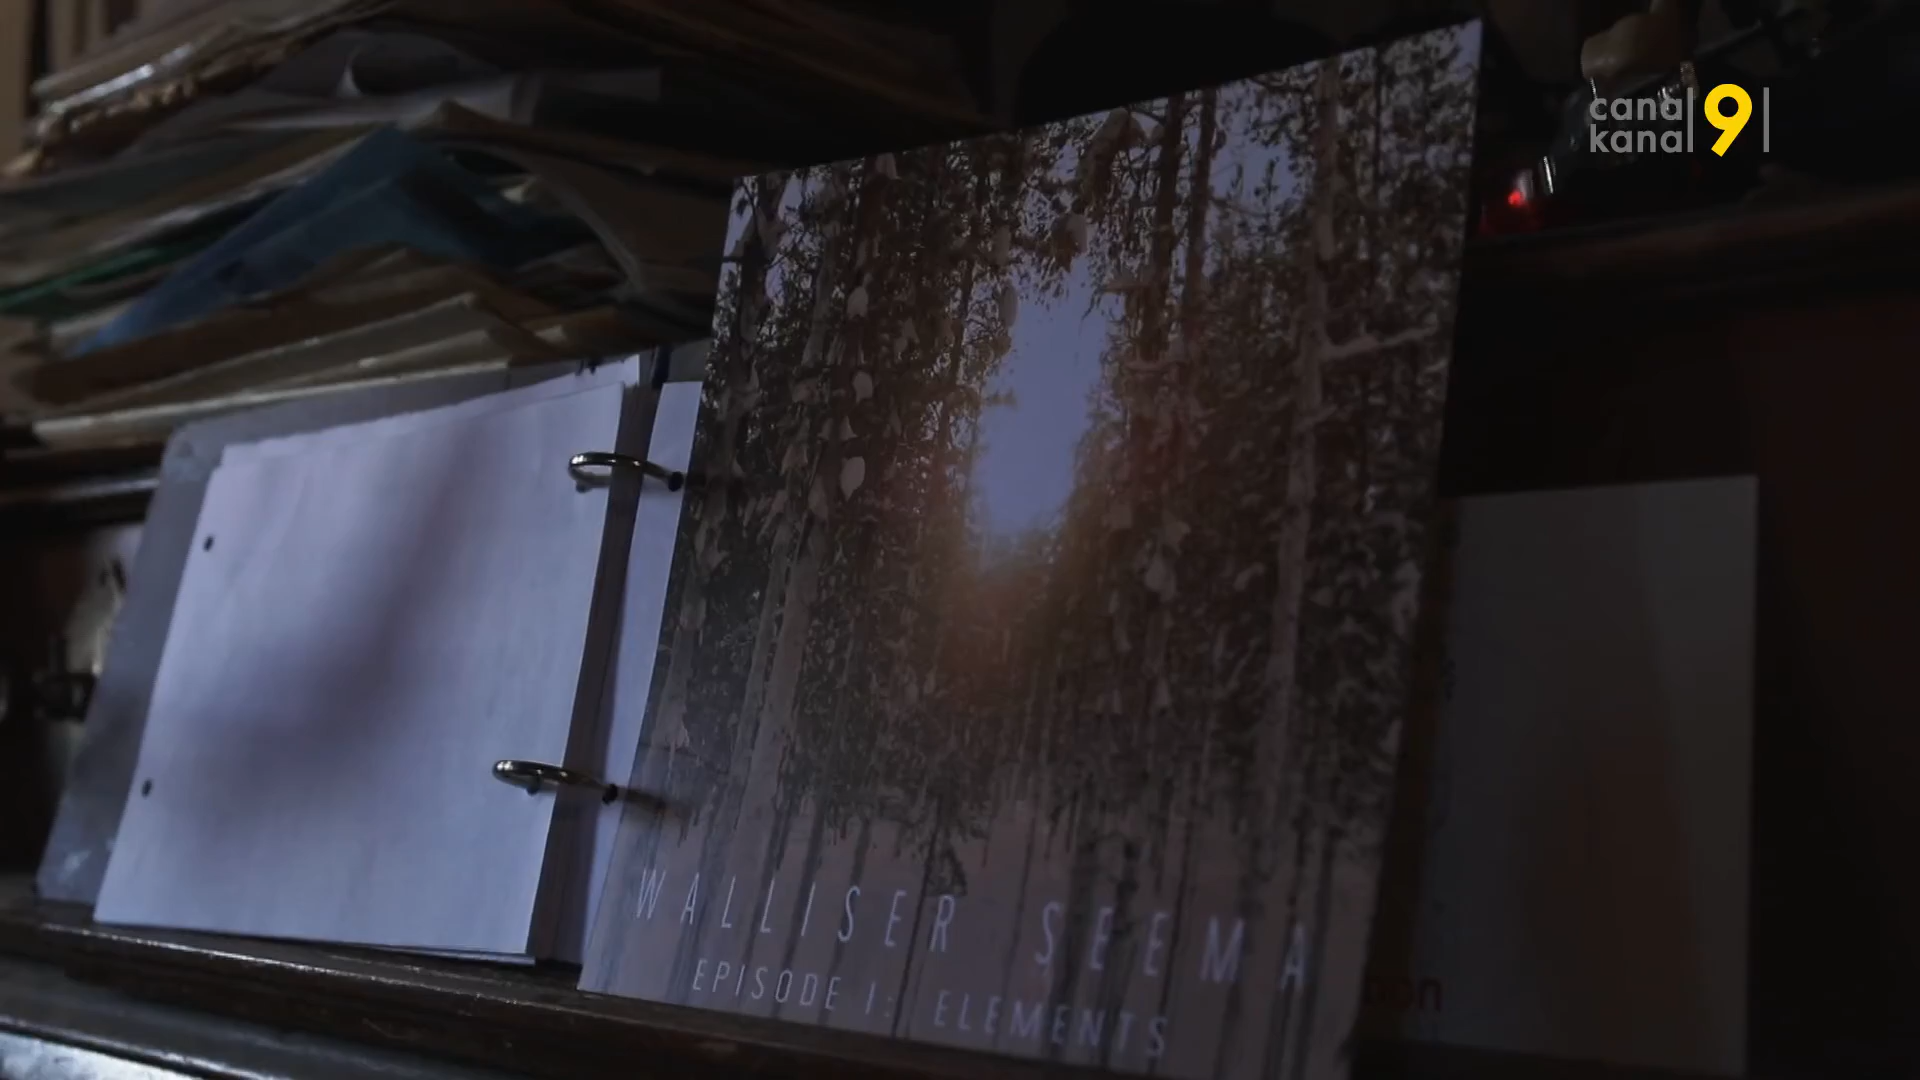 canal
kanal
9
WALLISER SEEMA
EPISODE I: ELEMENTS